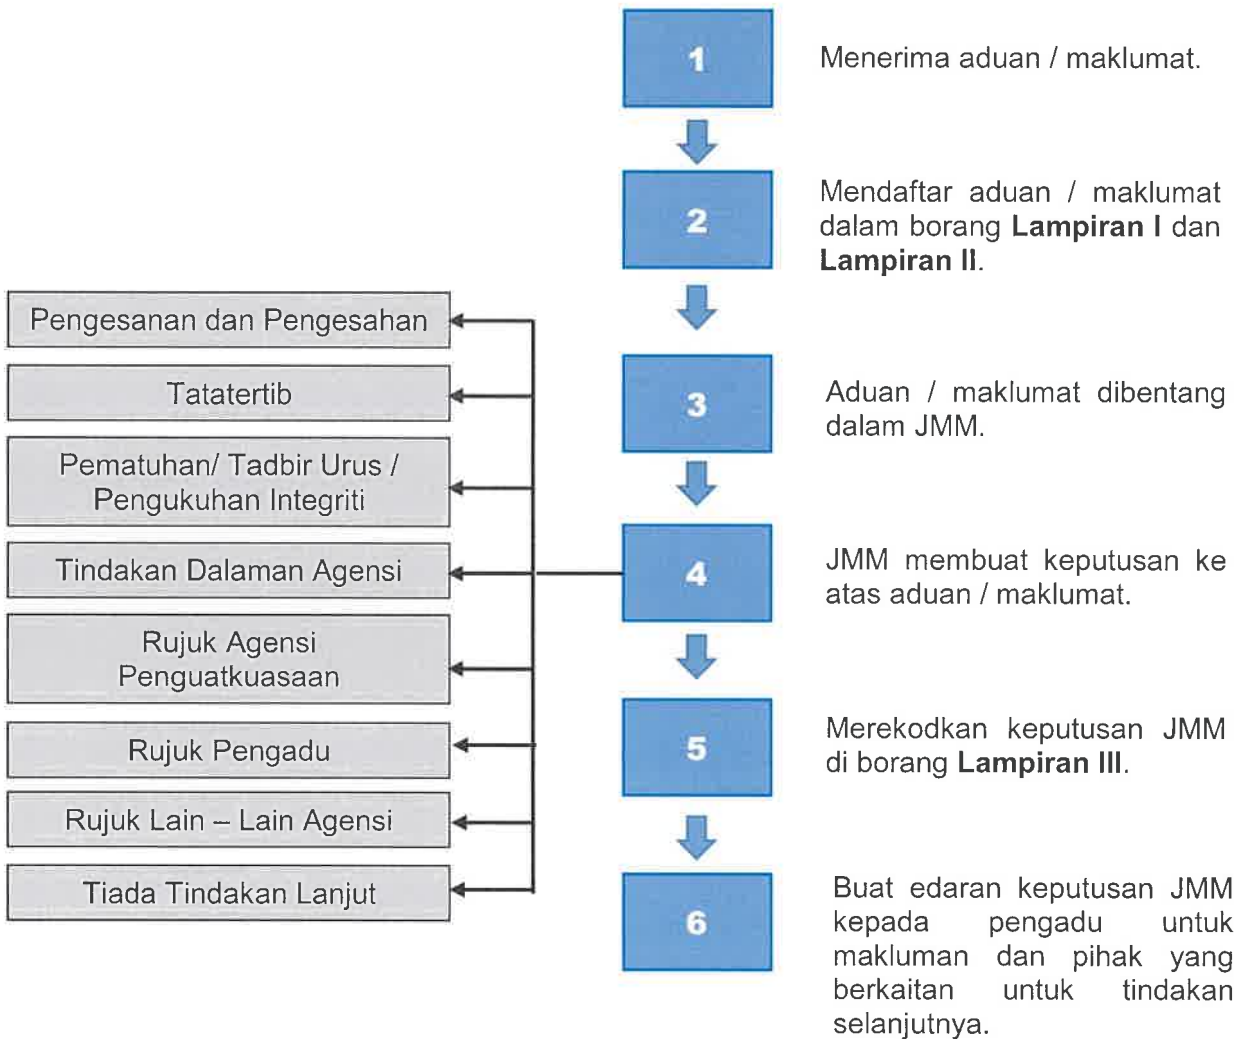 1
Menerima aduan / maklumat.
2
Mendaftar aduan / maklumat
dalam borang Lampiran I dan
Lampiran II.
3
Aduan / maklumat dibentang
dalam JMM.
4
JMM membuat keputusan ke
atas aduan / maklumat.
Pengesanan dan Pengesahan
Tatatertib
Pematuhan/ Tadbir Urus /
Pengukuhan Integriti
Tindakan Dalaman Agensi
Rujuk Agensi
Penguatkuasaan
Rujuk Pengadu
Rujuk Lain – Lain Agensi
Tiada Tindakan Lanjut
5
Merekodkan keputusan JMM
di borang Lampiran III.
6
Buat edaran keputusan JMM
kepada pengadu untuk
makluman dan pihak yang
berkaitan untuk tindakan
selanjutnya.